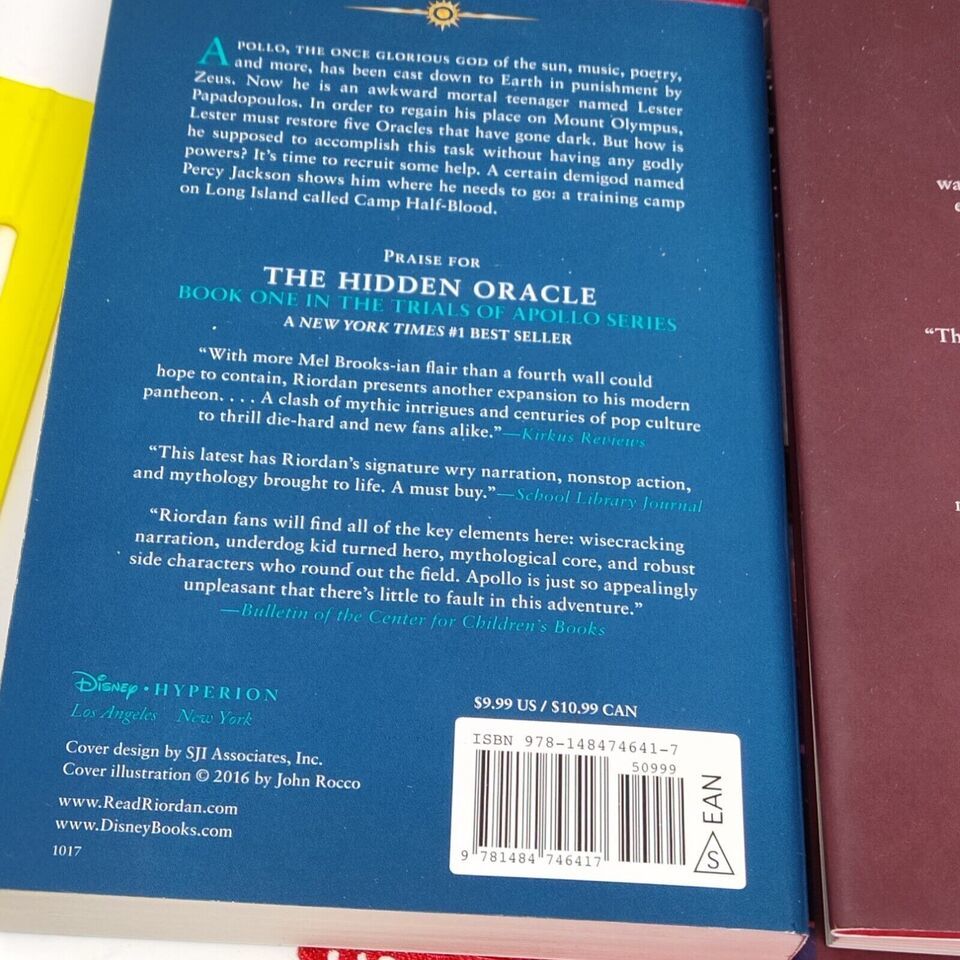 APOLLO, THE ONCE GLORIOUS GOD of the sun, music, poetry,
and more, has been cast down to Earth in punishment by
Zeus. Now he is an awkward mortal teenager named Lester
Papadopoulos. In order to regain his place on Mount Olympus,
Lester must restore five Oracles that have gone dark. But how is
he supposed to accomplish this task without having any godly
powers? It's time to recruit some help. A certain demigod named
Percy Jackson shows him where he needs to go: a training camp
on Long Island called Camp Half-Blood.
PRAISE FOR
THE HIDDEN ORACLE
BOOK ONE IN THE TRIALS OF APOLLO SERIES
A NEW YORK TIMES #1 BEST SELLER
“With more Mel Brooks-ian flair than a fourth wall could
hope to contain, Riordan presents another expansion to his modern
pantheon. . . . A clash of mythic intrigues and centuries of pop culture
to thrill die-hard and new fans alike.”—Kirkus Reviews
“This latest has Riordan's signature wry narration, nonstop action,
and mythology brought to life. A must buy.”—School Library Journal
“Riordan fans will find all of the key elements here: wisecracking
narration, underdog kid turned hero, mythological core, and robust
side characters who round out the field. Apollo is just so appealingly
unpleasant that there's little to fault in this adventure.”
—Bulletin of the Center for Children's Books
Disney • HYPERION
Los Angeles New York
Cover design by SJI Associates, Inc.
Cover illustration © 2016 by John Rocco
www.ReadRiordan.com
www.DisneyBooks.com
1017
$9.99 US / $10.99 CAN
ISBN 978-148474641-7
50999
9 781484 746417
EAN
S
wa
“Th